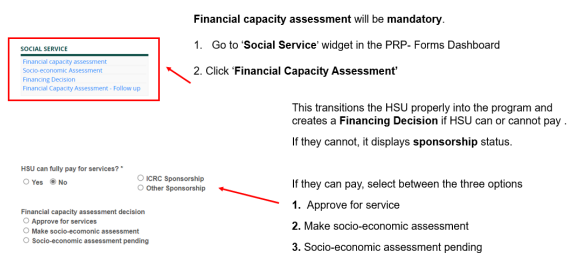 Financial capacity assessment will be mandatory.
1. Go to 'Social Service' widget in the PRP- Forms Dashboard
2. Click 'Financial Capacity Assessment'
SOCIAL SERVICE
Financial capacity assessment
Socio-economic Assessment
Financing Decision
Financial Capacity Assessment - Follow up
This transitions the HSU properly into the program and
creates a Financing Decision if HSU can or cannot pay .
If they cannot, it displays sponsorship status.
HSU can fully pay for services? *
Yes No
ICRC Sponsorship
Other Sponsorship
Financial capacity assessment decision
Approve for services
Make socio-ecomonic assessment
Socio-economic assessment pending
If they can pay, select between the three options
1. Approve for service
2. Make socio-economic assessment
3. Socio-economic assessment pending